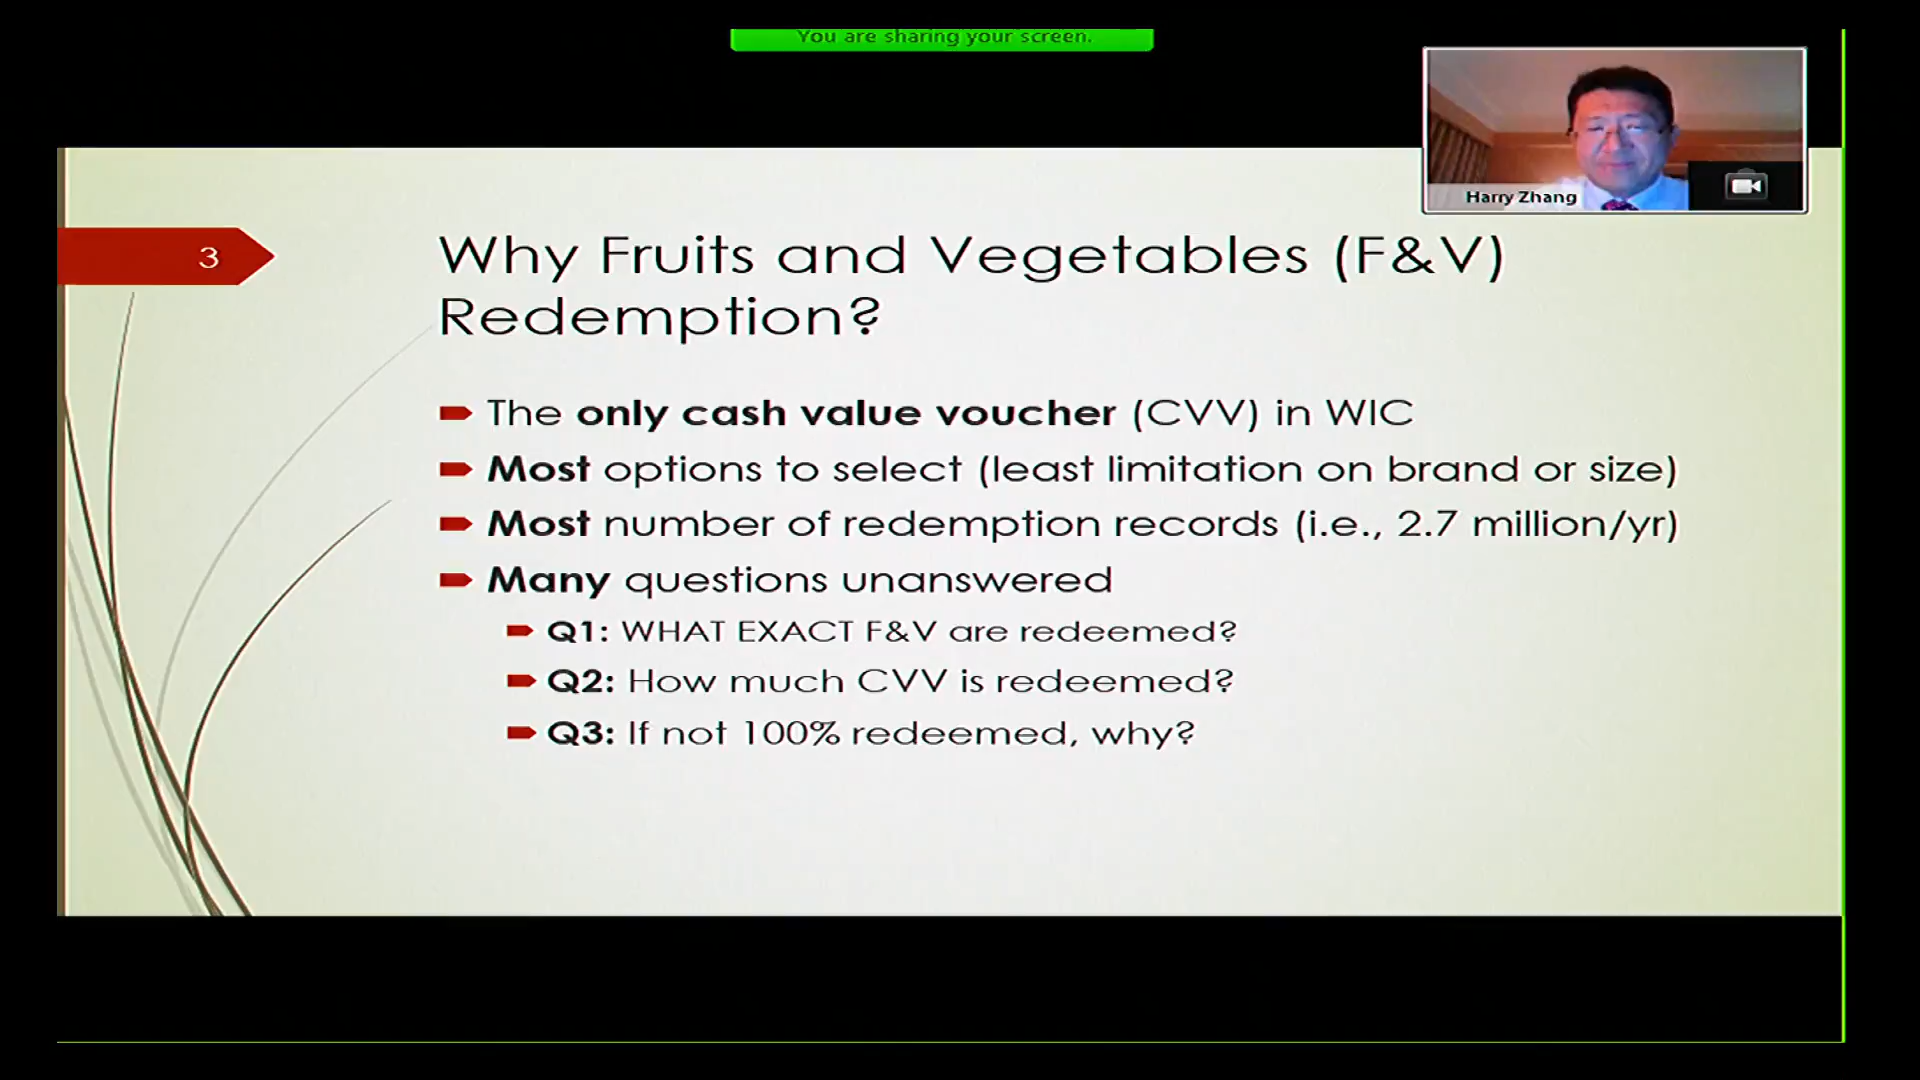 You are sharing your screen.
Harry Zhang
3
Why Fruits and Vegetables (F&V)
Redemption?
The only cash value voucher (CVV) in WIC
Most options to select (least limitation on brand or size)
Most number of redemption records (i.e., 2.7 million/yr)
Many questions unanswered
Q1: WHAT EXACT F&V are redeemed?
Q2: How much CVV is redeemed?
Q3: If not 100% redeemed, why?